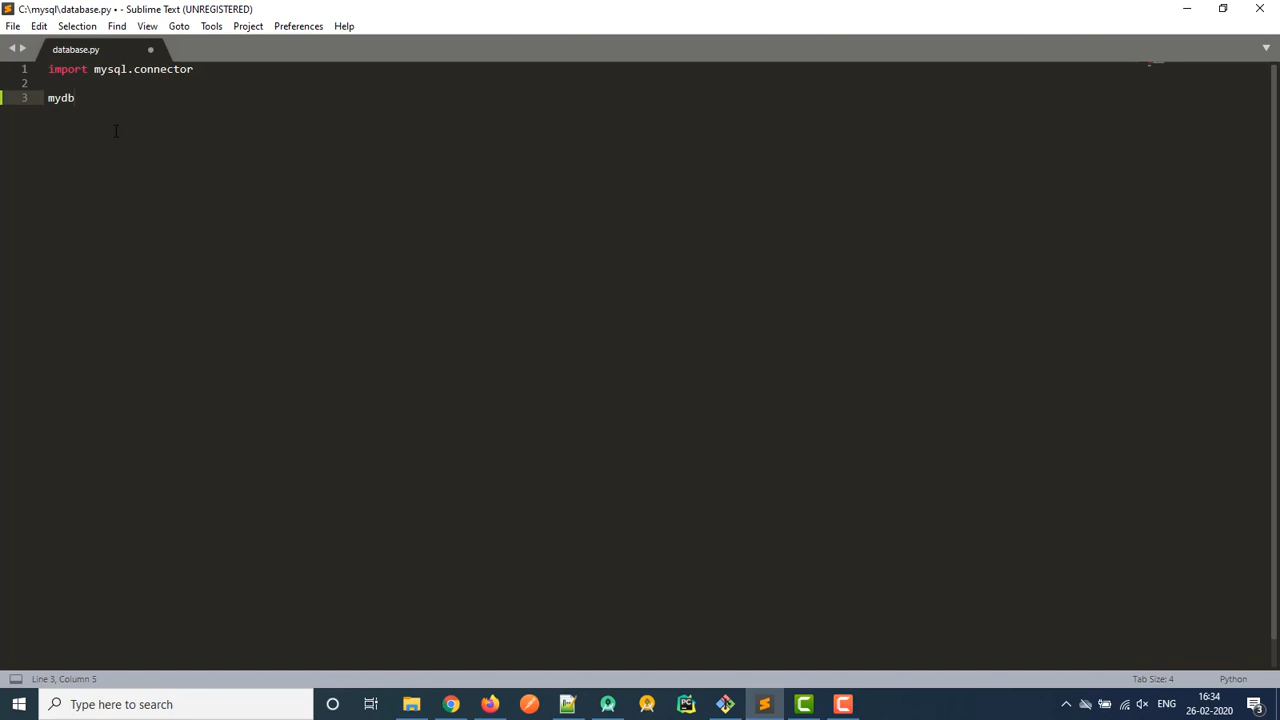 C:\mysql\database.py • - Sublime Text (UNREGISTERED)
File Edit Selection Find View Goto Tools Project Preferences Help
database.py
1 import mysql.connector
2
3 mydb
Line 3, Column 5 Tab Size: 4 Python
Type here to search
PC
ENG
16:34
26-02-2020
3